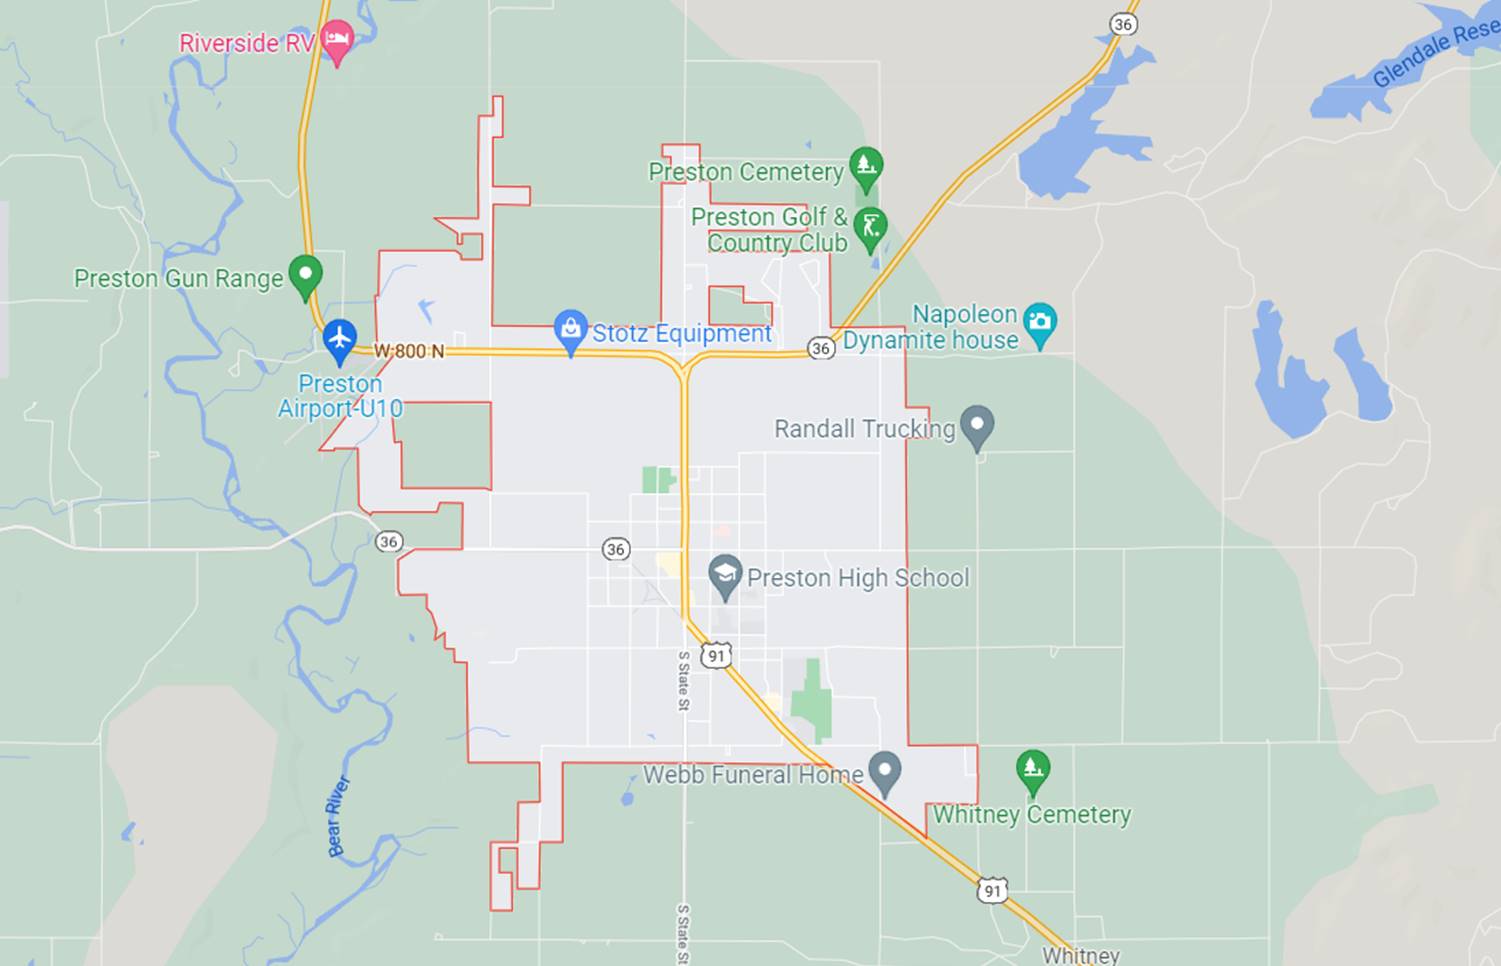 36
Glendale Rese
Riverside RV
Preston Cemetery
Preston Golf &
Country Club
Preston Gun Range
Napoleon
Dynamite house
Stotz Equipment
36
W 800 N
Preston
Airport-U10
Randall Trucking
36
36
Preston High School
91
S State St
Webb Funeral Home
Bear River
Whitney Cemetery
91
S State St
Whitney